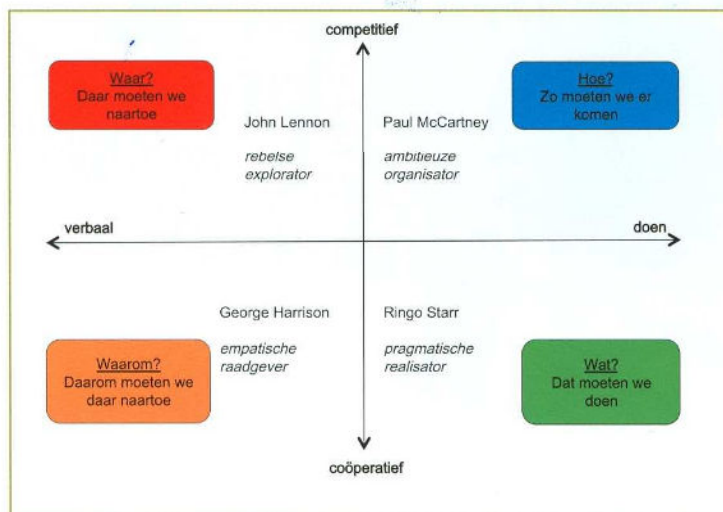 competitief
Waar?
Daar moeten we
naartoe
Hoe?
Zo moeten we er
komen
John Lennon
rebelse
explorator
Paul McCartney
ambitieuze
organisator
verbaal
doen
George Harrison
empatische
raadgever
Ringo Starr
pragmatische
realisator
Waarom?
Daarom moeten we
daar naartoe
Wat?
Dat moeten we
doen
coöperatief